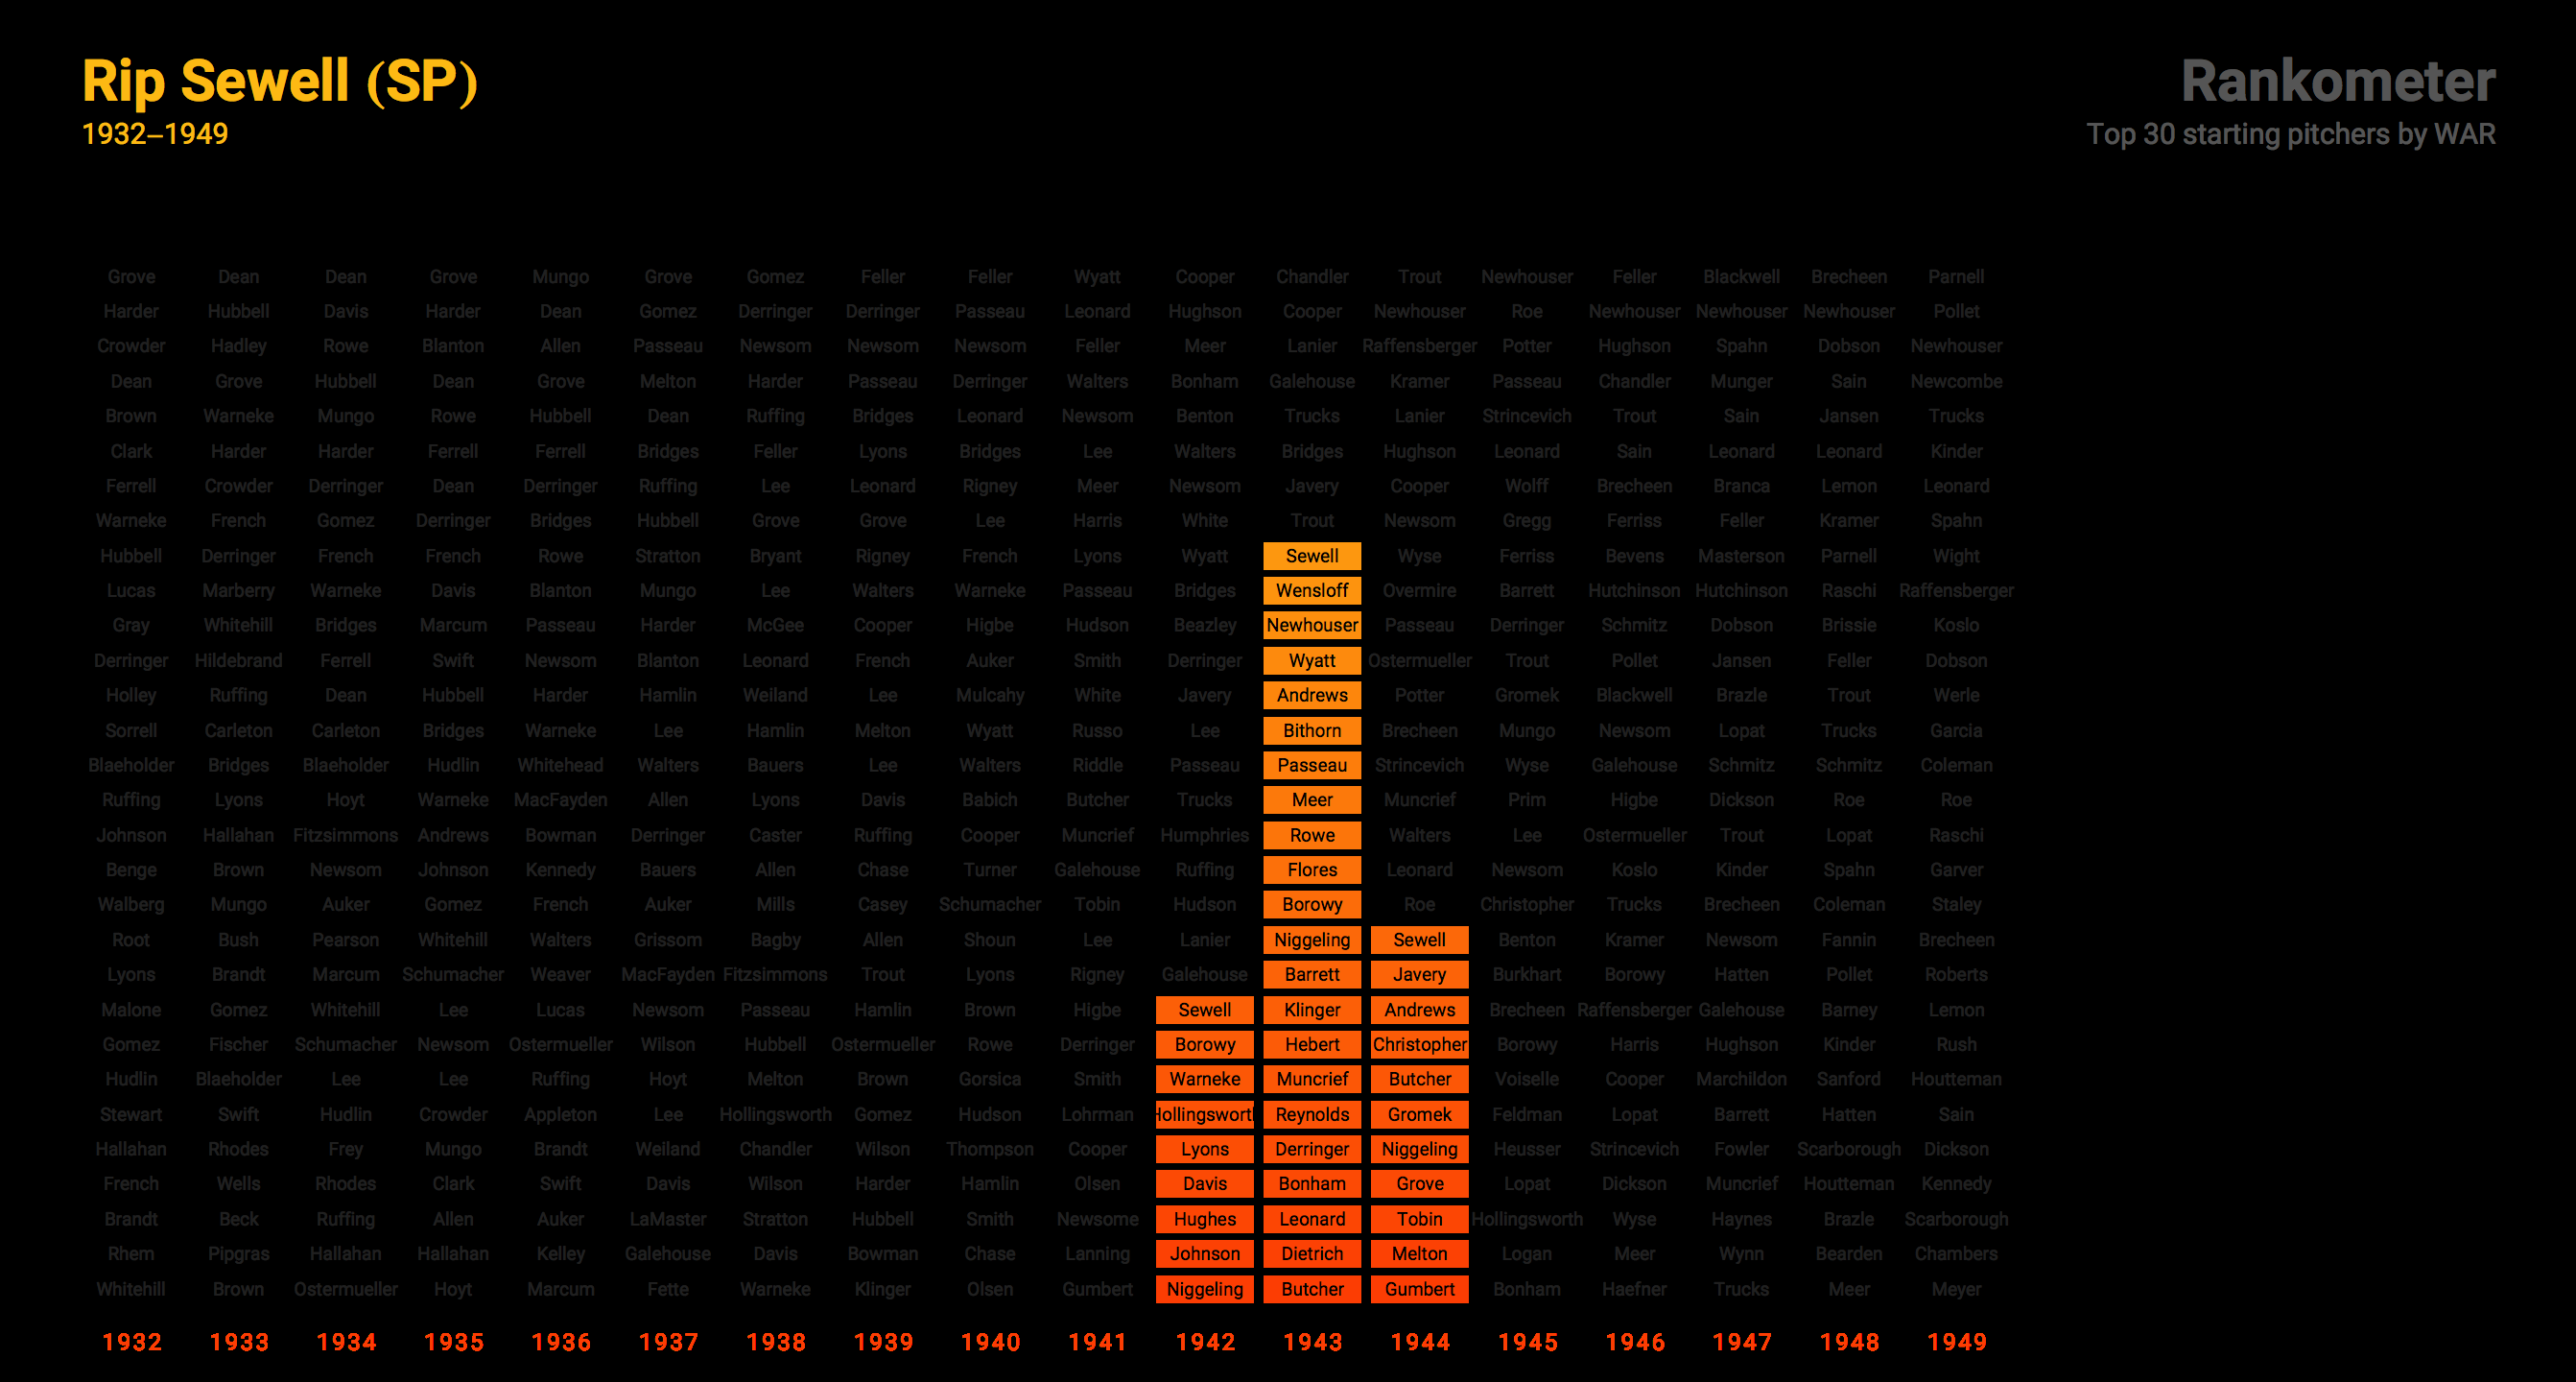 Rip Sewell (SP)
1932–1949
Rankometer
Top 30 starting pitchers by WAR
Grove Dean Dean Grove Mungo Grove Gomez Feller Feller Wyatt Cooper Chandler Trout Newhouser Feller Blackwell Brecheen Parnell
Harder Hubbell Davis Harder Dean Gomez Derringer Derringer Passeau Leonard Hughson Cooper Newhouser Roe Newhouser Newhouser Newhouser Pollet
Crowder Hadley Rowe Blanton Allen Passeau Newsom Newsom Newsom Feller Meer Lanier Raffensberger Potter Hughson Spahn Dobson Newhouser
Dean Grove Hubbell Dean Grove Melton Harder Passeau Derringer Walters Bonham Galehouse Kramer Passeau Chandler Munger Sain Newcombe
Brown Warneke Mungo Rowe Hubbell Dean Ruffing Bridges Leonard Newsom Benton Trucks Lanier Strincevich Trout Sain Jansen Trucks
Clark Harder Harder Ferrell Ferrell Bridges Feller Lyons Bridges Lee Walters Bridges Hughson Leonard Sain Leonard Leonard Kinder
Ferrell Crowder Derringer Dean Derringer Ruffing Lee Leonard Rigney Meer Newsom Javery Cooper Wolff Brecheen Branca Lemon Leonard
Warneke French Gomez Derringer Bridges Hubbell Grove Grove Lee Harris White Trout Newsom Gregg Ferriss Feller Kramer Spahn
Hubbell Derringer French French Rowe Stratton Bryant Rigney French Lyons Wyatt Sewell Wyse Ferriss Bevens Masterson Parnell Wight
Lucas Marberry Warneke Davis Blanton Mungo Lee Walters Warneke Passeau Bridges Wensloff Overmire Barrett Hutchinson Hutchinson Raschi Raffensberger
Gray Whitehill Bridges Marcum Passeau Harder McGee Cooper Higbe Hudson Beazley Newhouser Passeau Derringer Schmitz Dobson Brissie Koslo
Derringer Hildebrand Ferrell Swift Newsom Blanton Leonard French Auker Smith Derringer Wyatt Ostermueller Trout Pollet Jansen Feller Dobson
Holley Ruffing Dean Hubbell Harder Hamlin Weiland Lee Mulcahy White Javery Andrews Potter Gromek Blackwell Brazle Trout Werle
Sorrell Carleton Carleton Bridges Warneke Lee Hamlin Melton Wyatt Russo Lee Bithorn Brecheen Mungo Newsom Lopat Trucks Garcia
Blaeholder Bridges Blaeholder Hudlin Whitehead Walters Bauers Lee Walters Riddle Passeau Passeau Strincevich Wyse Galehouse Schmitz Schmitz Coleman
Ruffing Lyons Hoyt Warneke MacFayden Allen Lyons Davis Babich Butcher Trucks Meer Muncrief Prim Higbe Dickson Roe Roe
Johnson Hallahan Fitzsimmons Andrews Bowman Derringer Caster Ruffing Cooper Muncrief Humphries Rowe Walters Lee Ostermueller Trout Lopat Raschi
Benge Brown Newsom Johnson Kennedy Bauers Allen Chase Turner Galehouse Ruffing Flores Leonard Newsom Koslo Kinder Spahn Garver
Walberg Mungo Auker Gomez French Auker Mills Casey Schumacher Tobin Hudson Borowy Roe Christopher Trucks Brecheen Coleman Staley
Root Bush Pearson Whitehill Walters Grissom Bagby Allen Shoun Lee Lanier Niggeling Sewell Benton Kramer Newsom Fannin Brecheen
Lyons Brandt Marcum Schumacher Weaver MacFayden Fitzsimmons Trout Lyons Rigney Galehouse Barrett Javery Burkhart Borowy Hatten Pollet Roberts
Malone Gomez Whitehill Lee Lucas Newsom Passeau Hamlin Brown Higbe Sewell Klinger Andrews Brecheen Raffensberger Galehouse Barney Lemon
Gomez Fischer Schumacher Newsom Ostermueller Wilson Hubbell Ostermueller Rowe Derringer Borowy Hebert Christopher Borowy Harris Hughson Kinder Rush
Hudlin Blaeholder Lee Lee Ruffing Hoyt Melton Brown Gorsica Smith Warneke Muncrief Butcher Voiselle Cooper Marchildon Sanford Houtteman
Stewart Swift Hudlin Crowder Appleton Lee Hollingsworth Gomez Hudson Lohrman Hollingsworth Reynolds Gromek Feldman Lopat Barrett Hatten Sain
Hallahan Rhodes Frey Mungo Brandt Weiland Chandler Wilson Thompson Cooper Lyons Derringer Niggeling Heusser Strincevich Fowler Scarborough Dickson
French Wells Rhodes Clark Swift Davis Wilson Harder Hamlin Olsen Davis Bonham Grove Lopat Dickson Muncrief Houtteman Kennedy
Brandt Beck Ruffing Allen Auker LaMaster Stratton Hubbell Smith Newsome Hughes Leonard Tobin Hollingsworth Wyse Haynes Brazle Scarborough
Rhem Pipgras Hallahan Hallahan Kelley Galehouse Davis Bowman Chase Lanning Johnson Dietrich Melton Logan Meer Wynn Bearden Chambers
Whitehill Brown Ostermueller Hoyt Marcum Fette Warneke Klinger Olsen Gumbert Niggeling Butcher Gumbert Bonham Haefner Trucks Meer Meyer
1932 1933 1934 1935 1936 1937 1938 1939 1940 1941 1942 1943 1944 1945 1946 1947 1948 1949